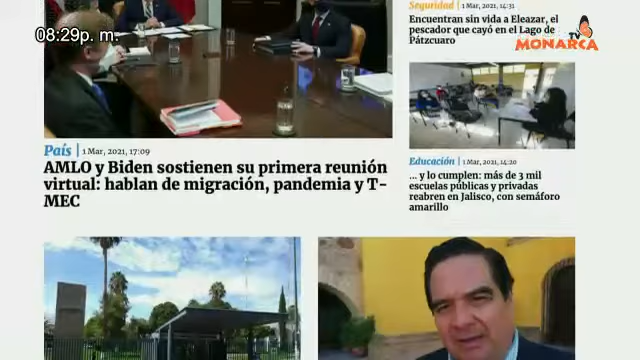 08:29p. m.
Seguridad | 1 Mar, 2021, 14:31
Encuentran sin vida a Eleazar, el
pescador que cayó en el Lago de
Pátzcuaro
TV
MONARCA
País | 1 Mar, 2021, 17:09
AMLO y Biden sostienen su primera reunión
virtual: hablan de migración, pandemia y T-
MEC
Educación | 1 Mar, 2021, 14:20
... y lo cumplen: más de 3 mil
escuelas públicas y privadas
reabren en Jalisco, con semáforo
amarillo